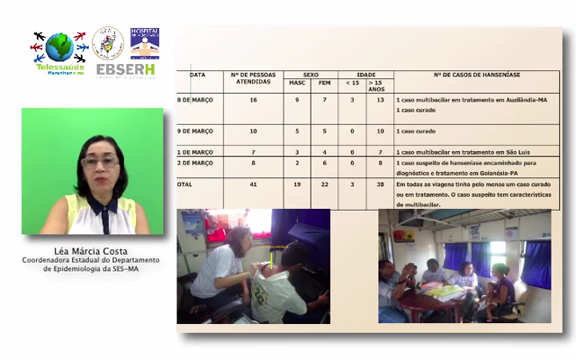 Telessaúde
HOSPITAL
EBSERH
DATA
Nº DE PESSOAS ATENDIDAS
SEXO
IDADE
Nº DE CASOS DE HANSENÍASE
MASC
FEM
< 15
> 15 ANOS
8 DE MARÇO
16
9
7
3
13
1 caso multibacilar em tratamento em Auzilândia-MA
1 caso curado
9 DE MARÇO
10
5
5
0
10
1 caso curado
1 DE MARÇO
7
3
4
0
7
1 caso multibacilar em tratamento em São Luis
2 DE MARÇO
8
2
6
0
8
1 caso suspeito de hanseníase encaminhado para
diagnóstico e tratamento em Goianósia-PA
OTAL
41
19
22
3
38
Em todas as viagens tinha pelo menos um caso curado
ou em tratamento. O caso suspeito tem características
de multibacilar.
Léa Márcia Costa
Coordenadora Estadual do Departamento
de Epidemiologia da SES-MA